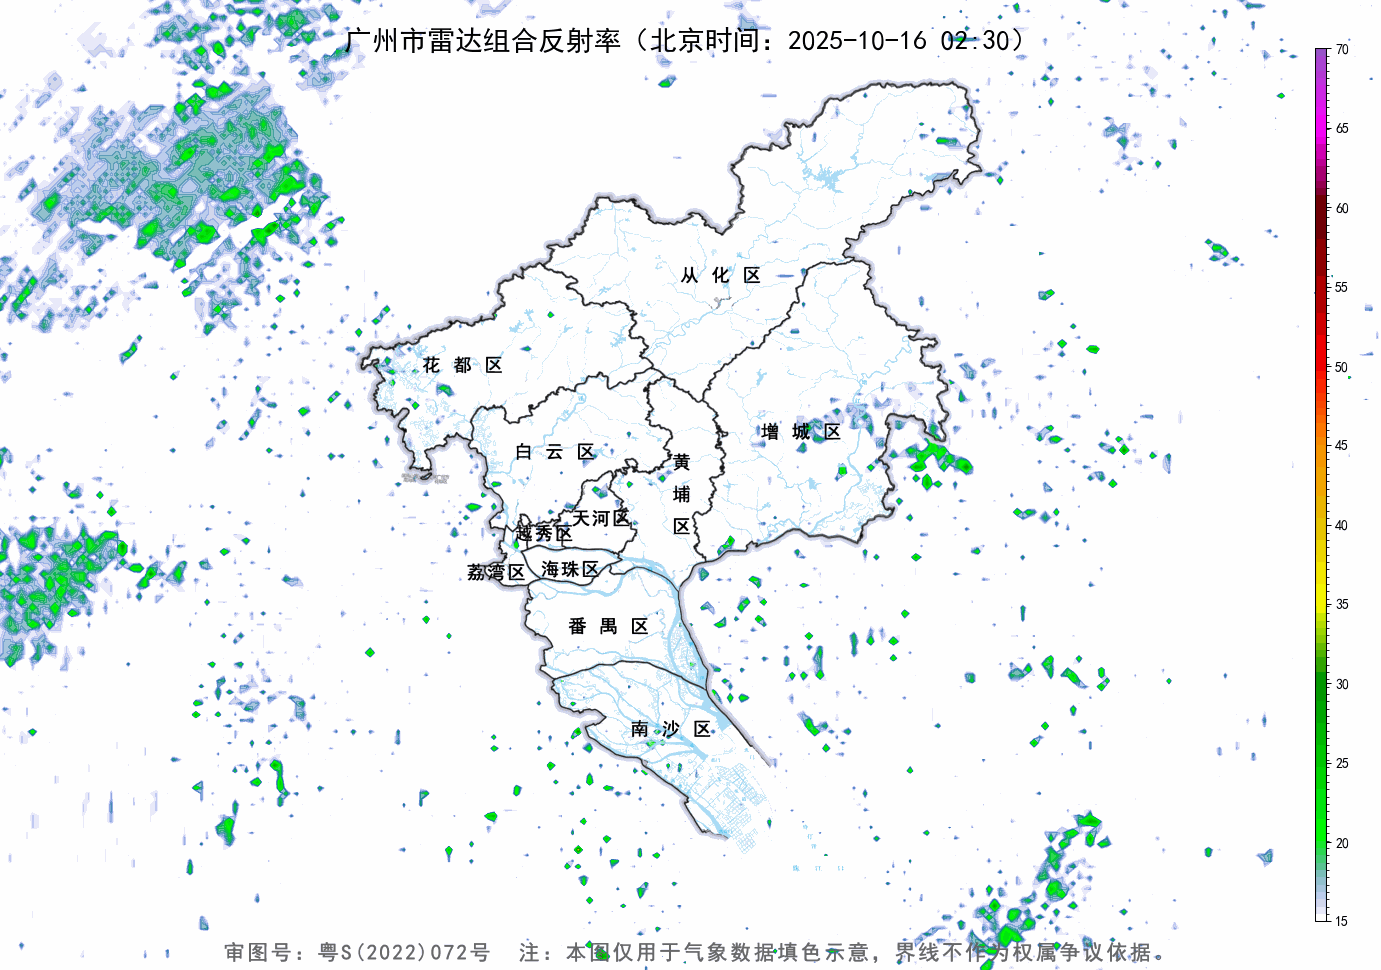 广州市雷达组合反射率（北京时间：2025-10-16 02:30）
70
65
60
55
50
45
40
35
30
25
20
15
从化区
花都区
增城区
白云区
黄埔区
天河区
越秀区
荔湾区
海珠区
番禺区
南沙区
审图号：粤S(2022)072号 注：本图仅用于气象数据填色示意，界线不作为权属争议依据。